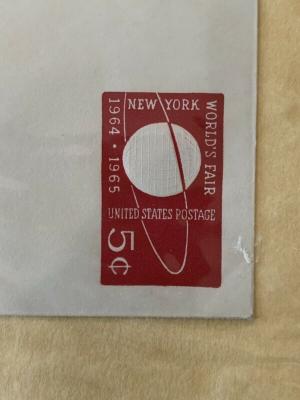 NEW YORK
WORLD'S FAIR
1964 • 1965
UNITED STATES POSTAGE
5¢